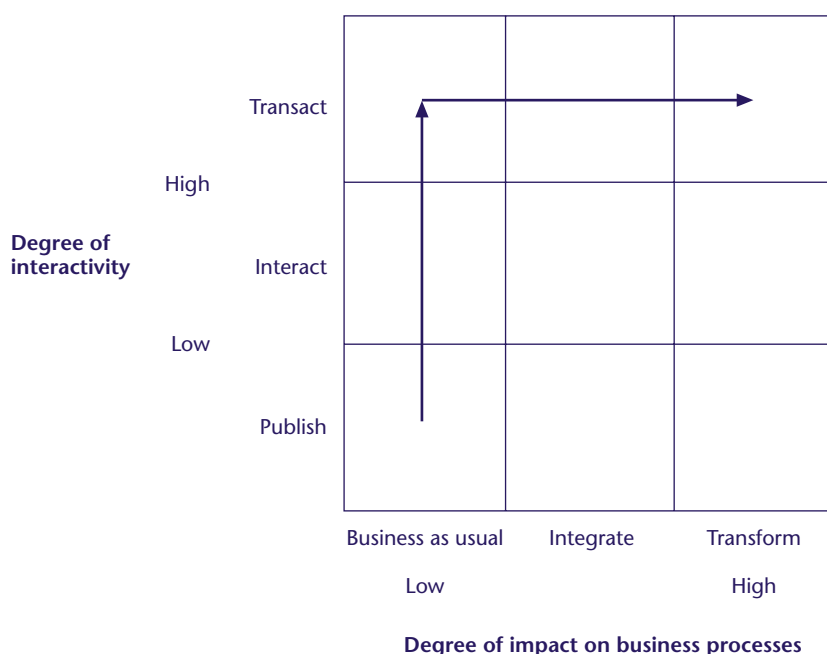 Transact
High
Degree of
interactivity
Interact
Low
Publish
Business as usual
Integrate
Transform
Low
High
Degree of impact on business processes